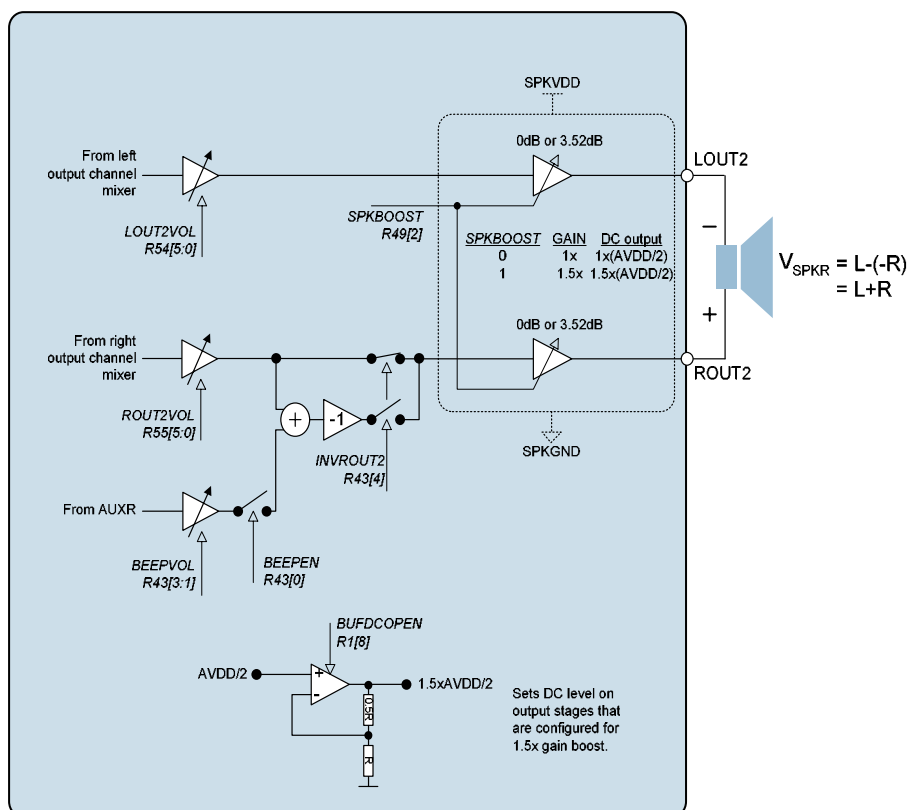 SPKVDD
0dB or 3.52dB
LOUT2
From left
output channel
mixer
LOUT2VOL
R54[5:0]
SPKBOOST
R49[2]
SPKBOOST GAIN DC output
0 1x 1x(AVDD/2)
1 1.5x 1.5x(AVDD/2)
−
+
VSPKR = L-(-R)
= L+R
From right
output channel
mixer
0dB or 3.52dB
ROUT2
ROUT2VOL
R55[5:0]
+
-1
INVROUT2
R43[4]
SPKGND
From AUXR
BEEPVOL
R43[3:1]
BEEPEN
R43[0]
BUFDCOPEN
R1[8]
AVDD/2
+
-
1.5xAVDD/2
0.5R
R
Sets DC level on
output stages that
are configured for
1.5x gain boost.